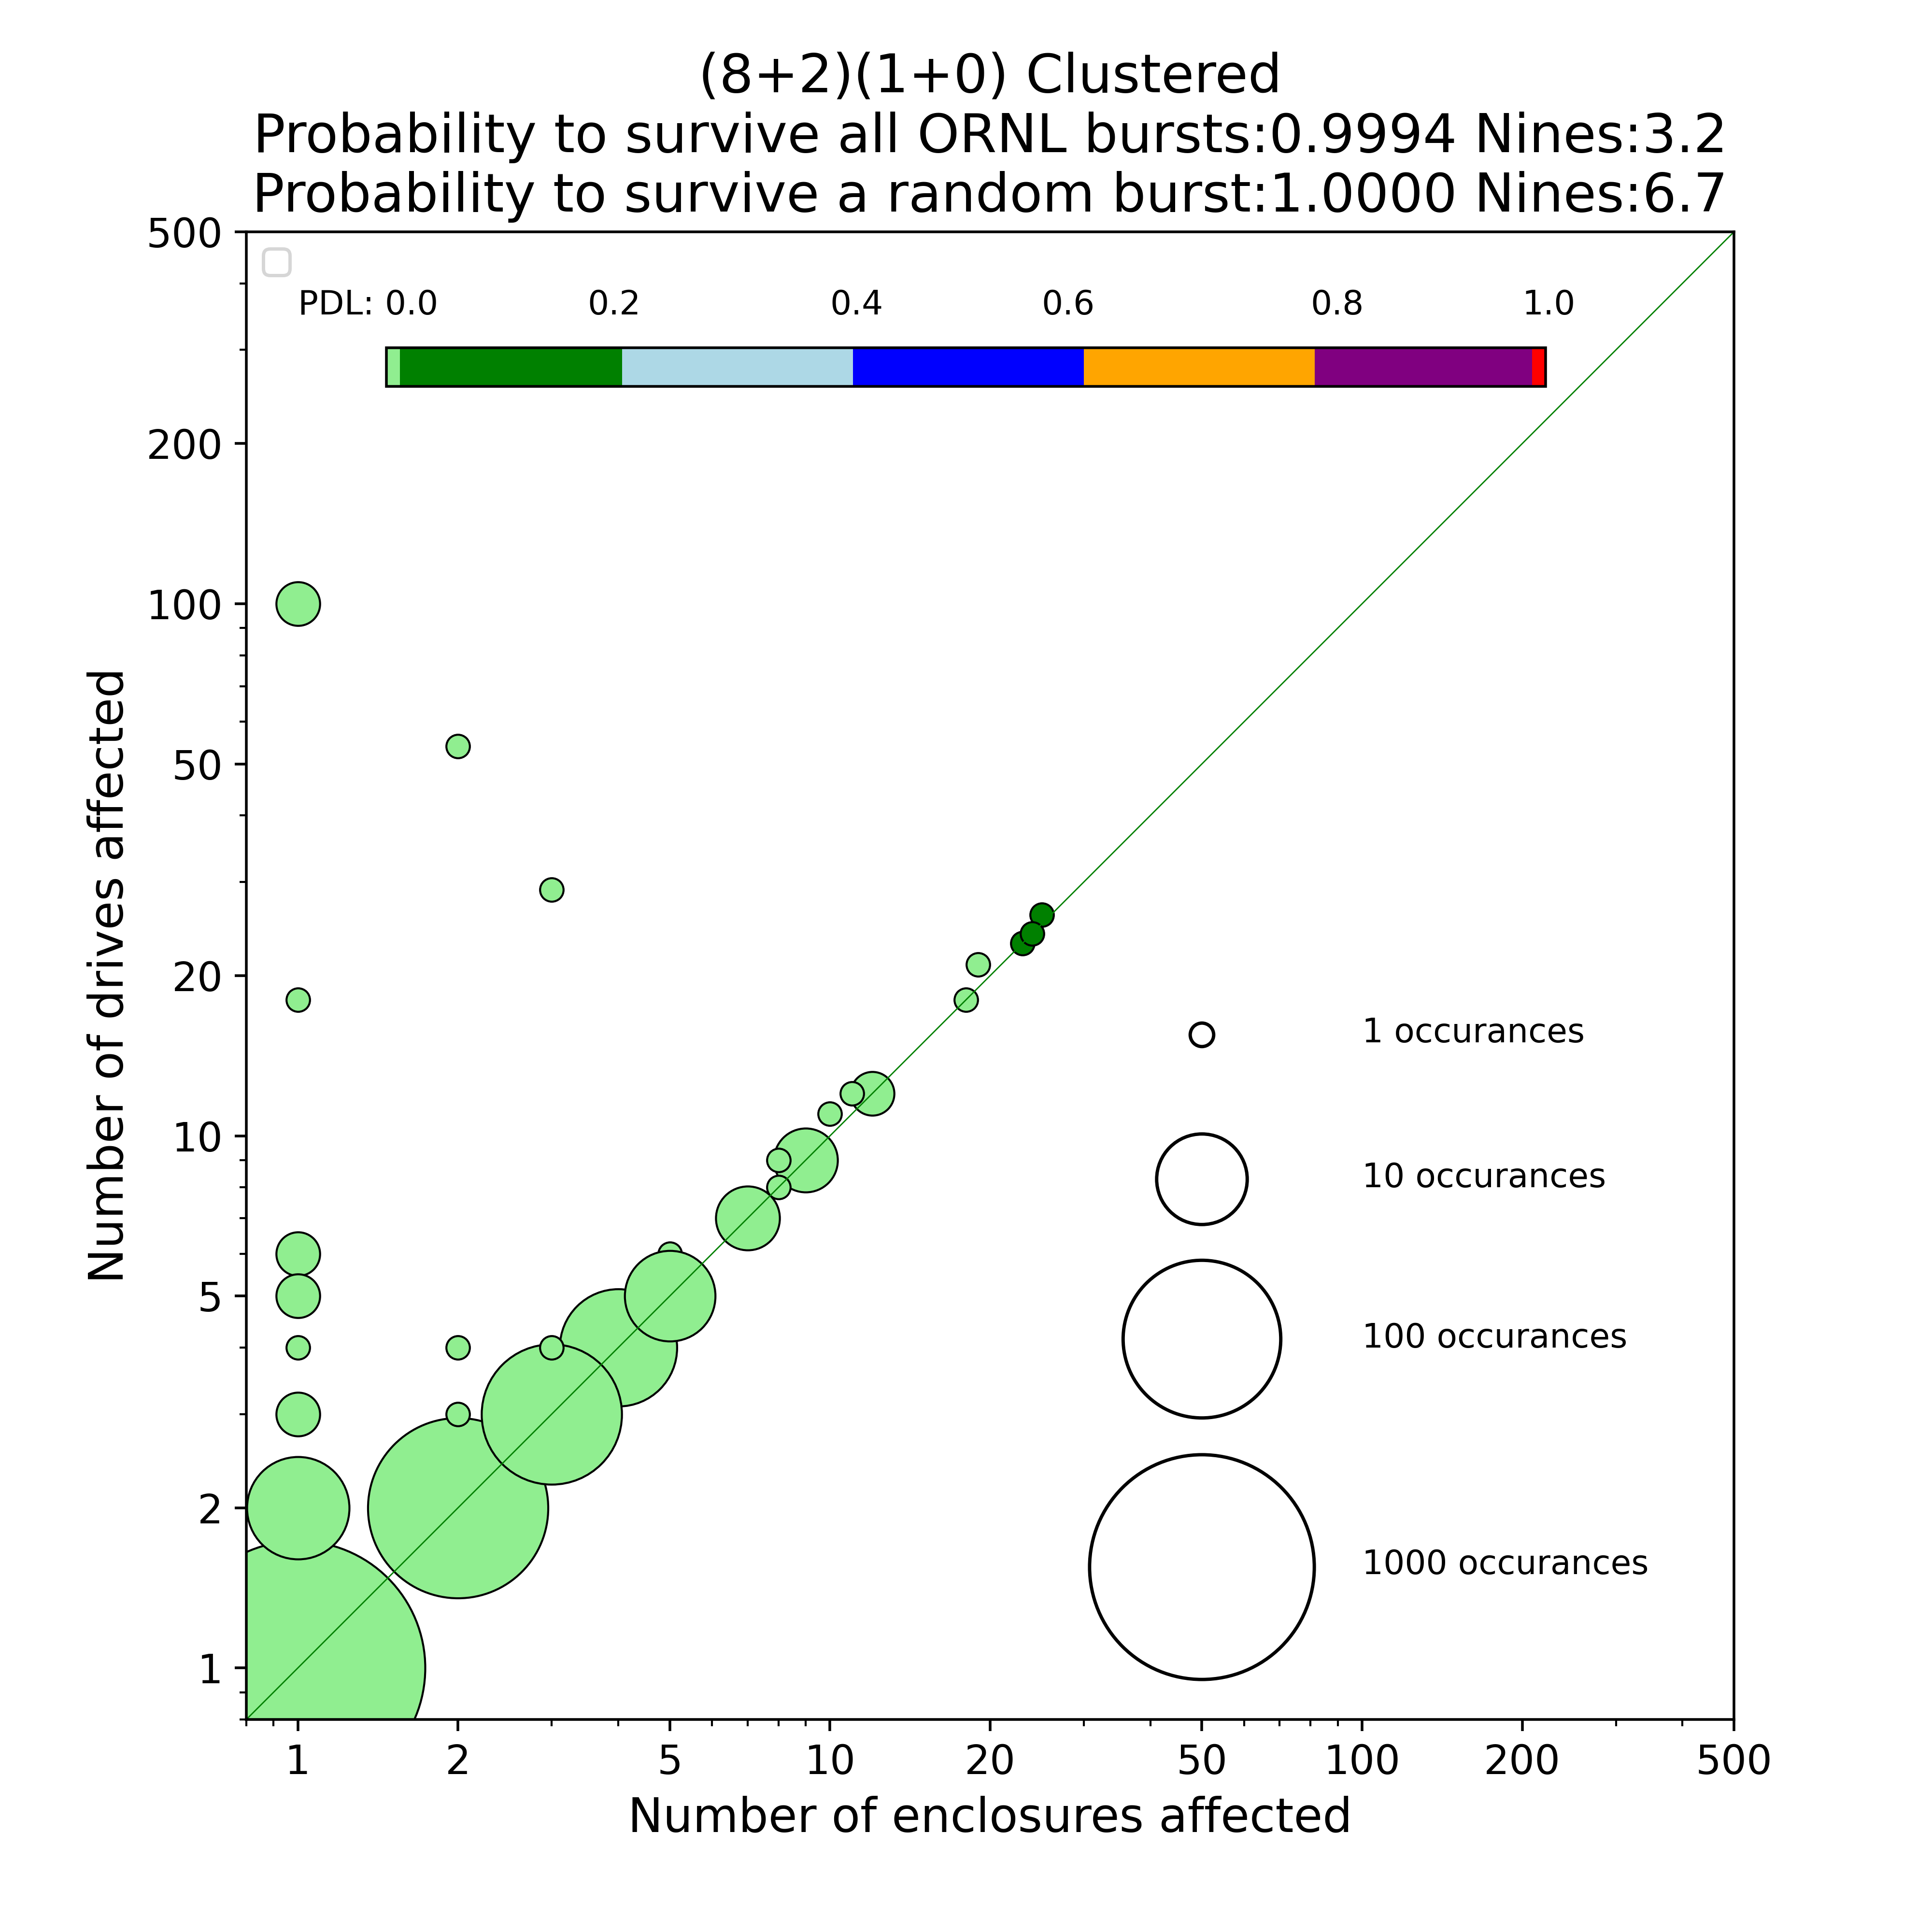 (8+2)(1+0) Clustered
Probability to survive all ORNL bursts:0.9994 Nines:3.2
Probability to survive a random burst:1.0000 Nines:6.7
PDL: 0.0 0.2 0.4 0.6 0.8 1.0
Number of drives affected
500
200
100
50
20
10
5
2
1
1 occurances
10 occurances
100 occurances
1000 occurances
1 2 5 10 20 50 100 200 500
Number of enclosures affected